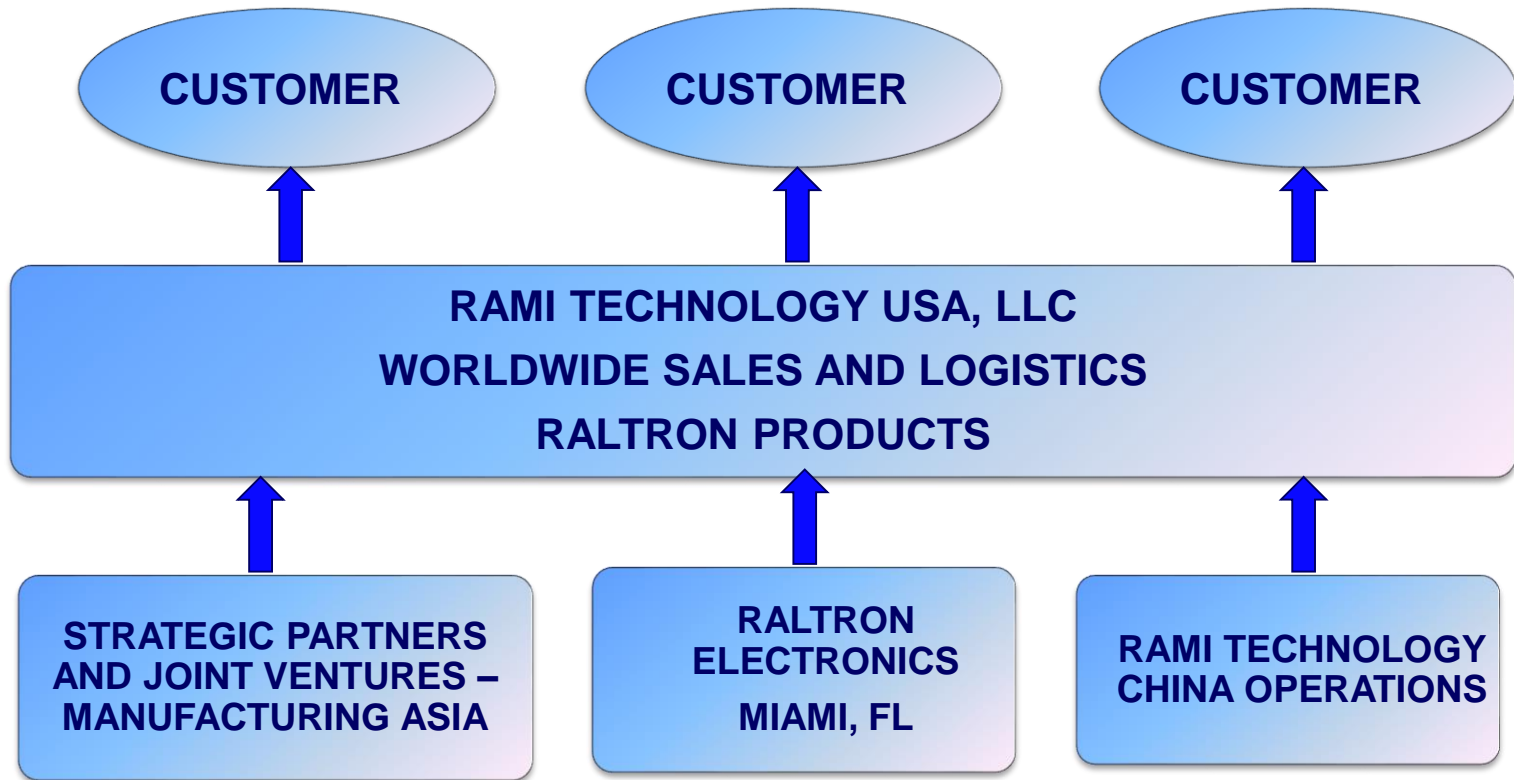 CUSTOMER
CUSTOMER
CUSTOMER
RAMI TECHNOLOGY USA, LLC
WORLDWIDE SALES AND LOGISTICS
RALTRON PRODUCTS
STRATEGIC PARTNERS
AND JOINT VENTURES –
MANUFACTURING ASIA
RALTRON
ELECTRONICS
MIAMI, FL
RAMI TECHNOLOGY
CHINA OPERATIONS